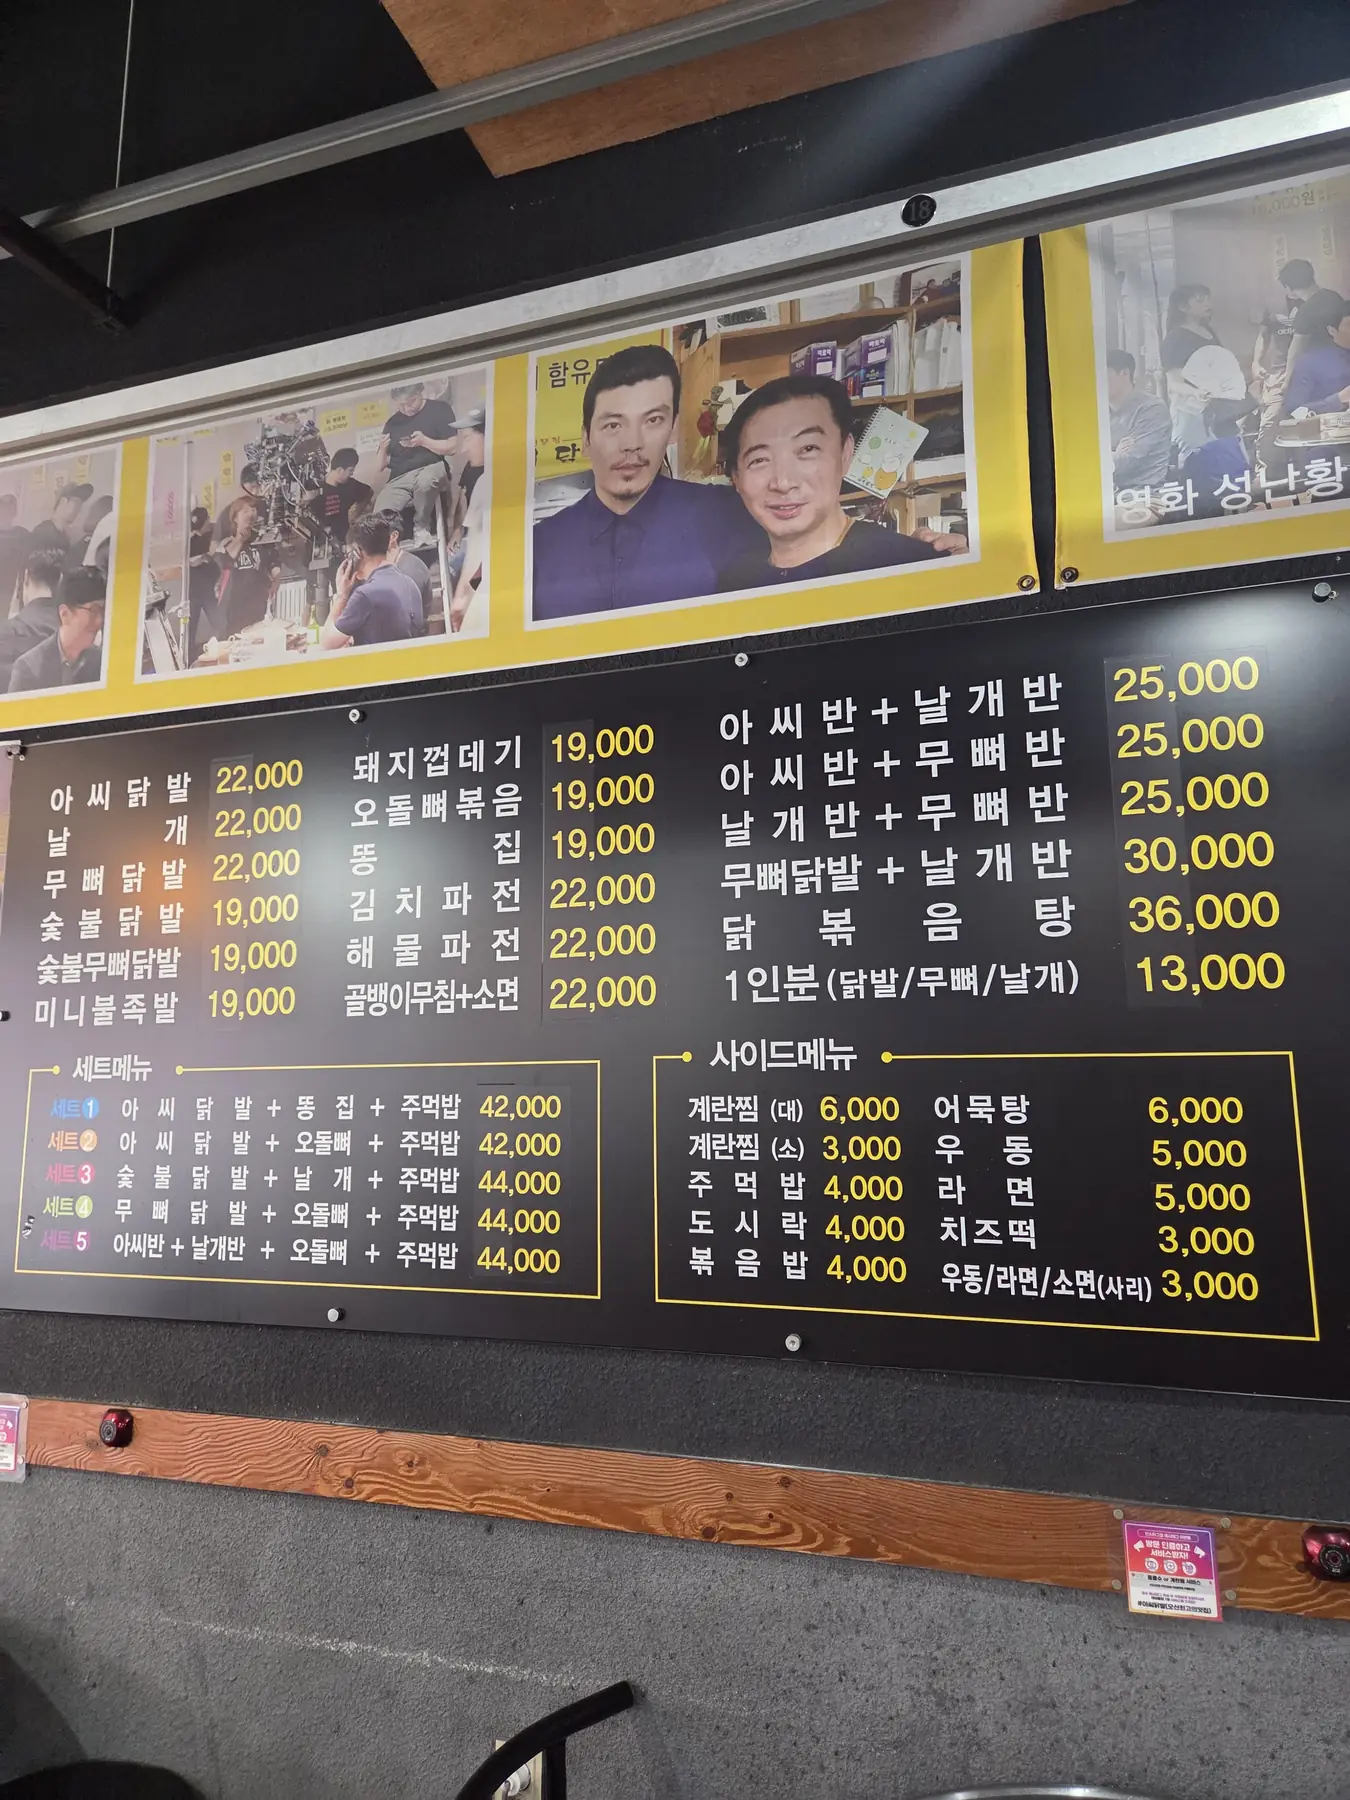 18
함유
영화 성난황
아씨닭발 22,000
날개 22,000
무뼈닭발 22,000
숯불닭발 19,000
숯불무뼈닭발 19,000
미니불족발 19,000
돼지껍데기 19,000
오돌뼈볶음 19,000
똥집 19,000
김치파전 22,000
해물파전 22,000
골뱅이무침+소면 22,000
아씨반+날개반 25,000
아씨반+무뼈반 25,000
날개반+무뼈반 25,000
무뼈닭발+날개반 30,000
닭볶음탕 36,000
1인분(닭발/무뼈/날개) 13,000
세트메뉴
세트1 아씨닭발+똥집+주먹밥 42,000
세트2 아씨닭발+오돌뼈+주먹밥 42,000
세트3 숯불닭발+날개+주먹밥 44,000
세트4 무뼈닭발+오돌뼈+주먹밥 44,000
세트5 아씨반+날개반+오돌뼈+주먹밥 44,000
사이드메뉴
계란찜(대) 6,000
계란찜(소) 3,000
주먹밥 4,000
도시락 4,000
볶음밥 4,000
어묵탕 6,000
우동 5,000
라면 5,000
치즈떡 3,000
우동/라면/소면(사리) 3,000
방문 인증하고
서비스받자!